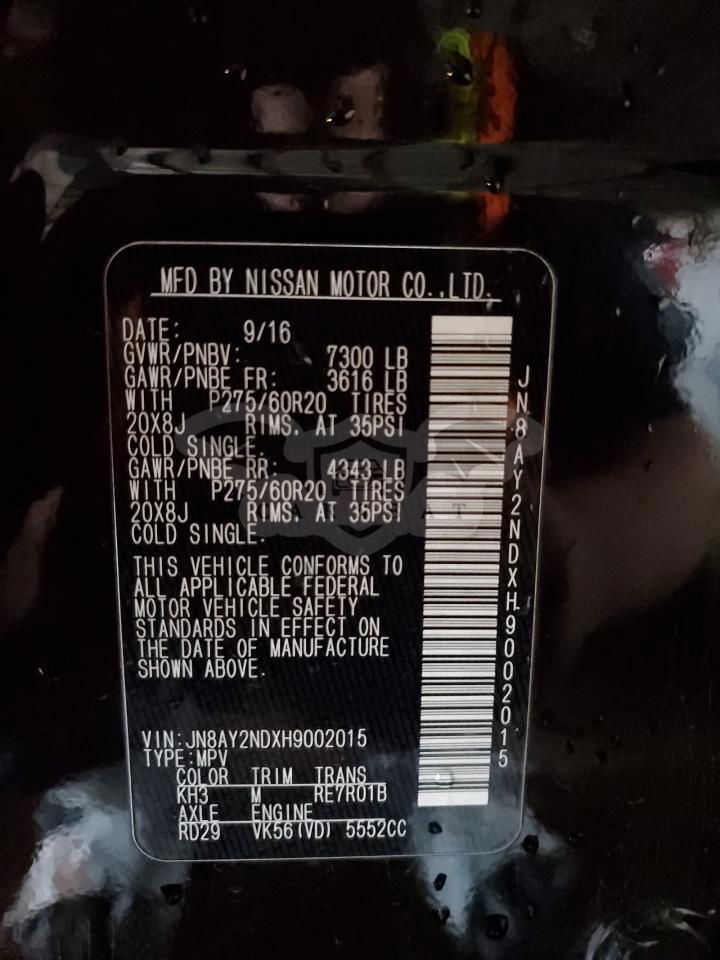 MFD BY NISSAN MOTOR CO.,LTD.
DATE: 9/16
GVWR/PNBV: 7300 LB
GAWR/PNBE FR: 3616 LB
WITH P275/60R20 TIRES
20X8J RIMS, AT 35PSI
COLD SINGLE.
GAWR/PNBE RR: 4343 LB
WITH P275/60R20 TIRES
20X8J RIMS, AT 35PSI
COLD SINGLE.
THIS VEHICLE CONFORMS TO
ALL APPLICABLE FEDERAL
MOTOR VEHICLE SAFETY
STANDARDS IN EFFECT ON
THE DATE OF MANUFACTURE
SHOWN ABOVE.
VIN:JN8AY2NDXH9002015
TYPE:MPV
COLOR TRIM TRANS
KH3 M RE7R01B
AXLE ENGINE
RD29 VK56(VD) 5552CC
JN8AY2NDXH9002015